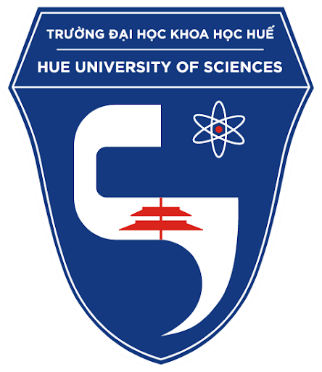 TRƯỜNG ĐẠI HỌC KHOA HỌC HUẾ
HUE UNIVERSITY OF SCIENCES